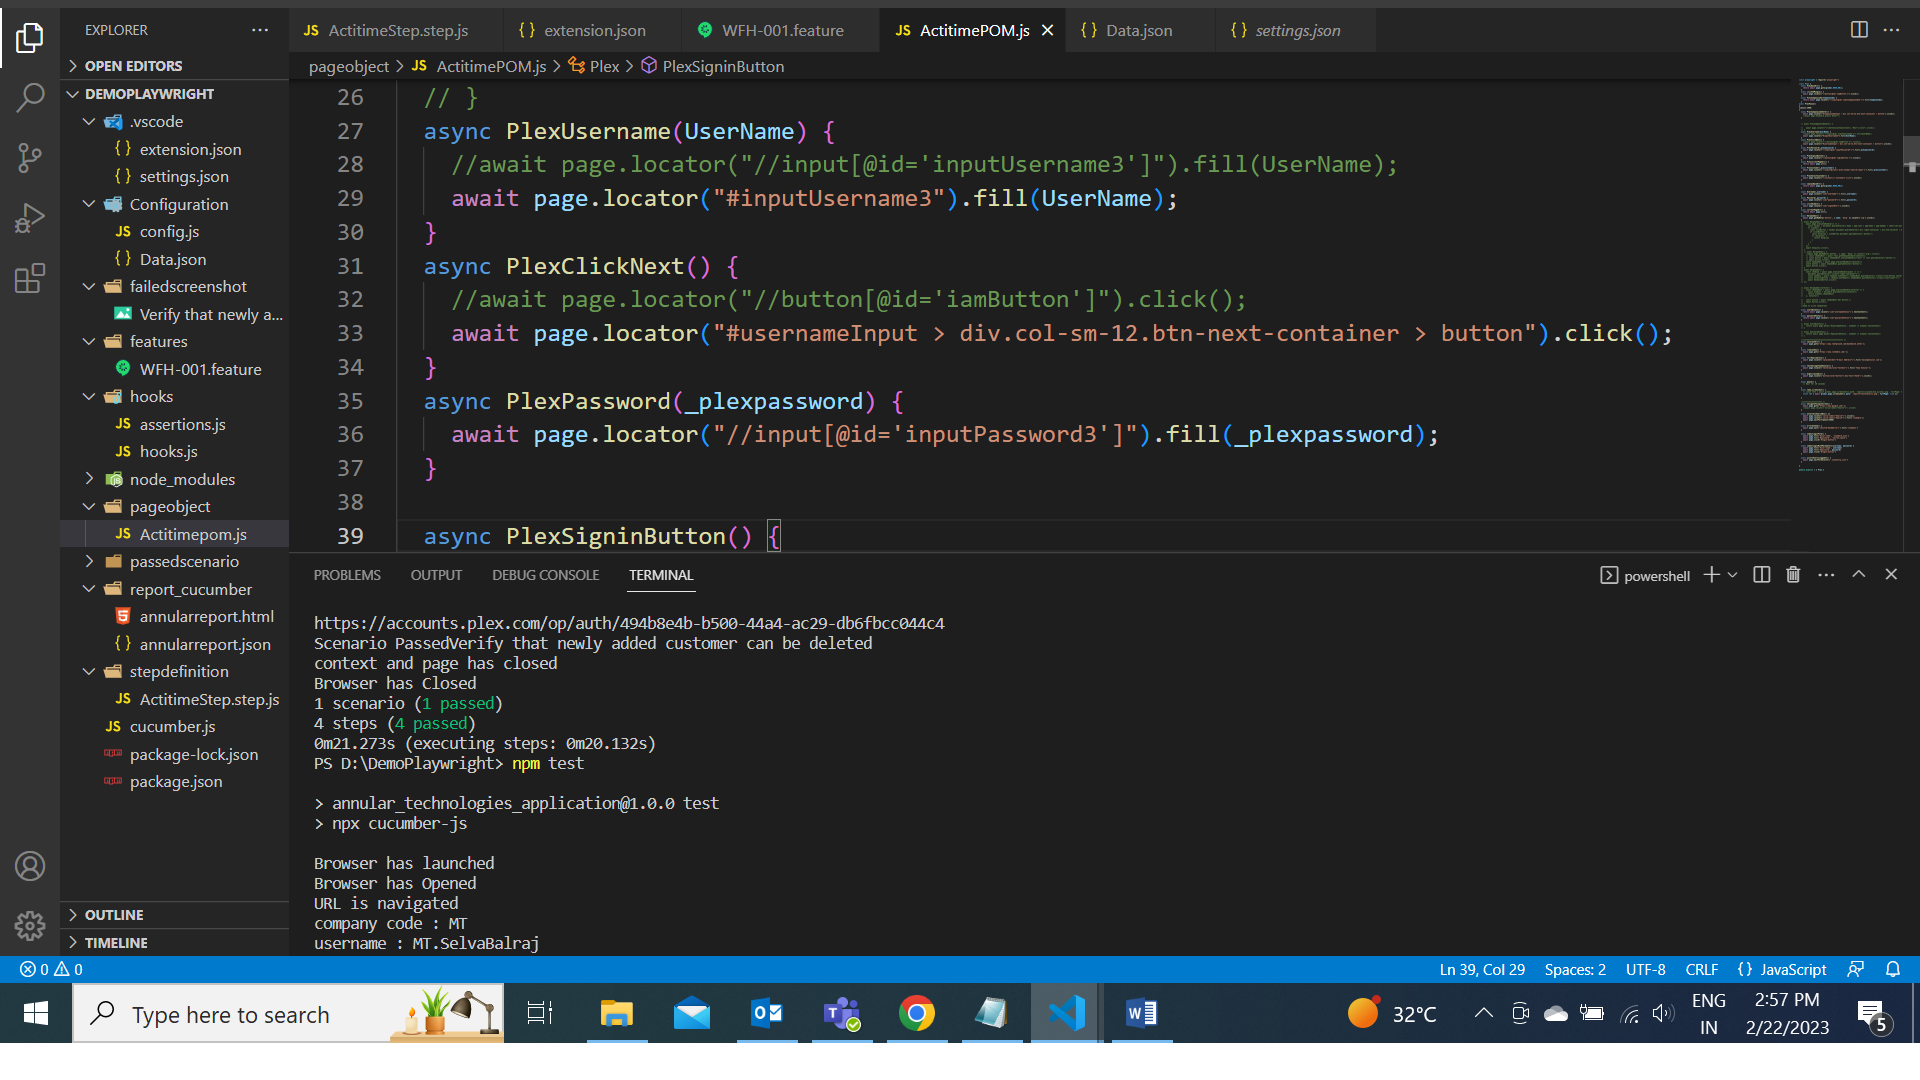 EXPLORER
OPEN EDITORS
DEMOPLAYWRIGHT
.vscode
extension.json
settings.json
Configuration
config.js
Data.json
failedscreenshot
Verify that newly a...
features
WFH-001.feature
hooks
assertions.js
hooks.js
node_modules
pageobject
Actitimepom.js
passedscenario
report_cucumber
annularreport.html
annularreport.json
stepdefinition
ActitimeStep.step.js
cucumber.js
package-lock.json
package.json
OUTLINE
TIMELINE
JS ActitimeStep.step.js
{} extension.json
WFH-001.feature
JS ActitimePOM.js
{} Data.json
{} settings.json
pageobject > JS ActitimePOM.js > Plex > PlexSigninButton
26 // }
27 async PlexUsername(UserName) {
28 //await page.locator("//input[@id='inputUsername3']").fill(UserName);
29 await page.locator("#inputUsername3").fill(UserName);
30 }
31 async PlexClickNext() {
32 //await page.locator("//button[@id='iamButton']").click();
33 await page.locator("#usernameInput > div.col-sm-12.btn-next-container > button").click();
34 }
35 async PlexPassword(_plexpassword) {
36 await page.locator("//input[@id='inputPassword3']").fill(_plexpassword);
37 }
38
39 async PlexSigninButton() {
PROBLEMS OUTPUT DEBUG CONSOLE TERMINAL
powershell
https://accounts.plex.com/op/auth/494b8e4b-b500-44a4-ac29-db6fbcc044c4
Scenario PassedVerify that newly added customer can be deleted
context and page has closed
Browser has Closed
1 scenario (1 passed)
4 steps (4 passed)
0m21.273s (executing steps: 0m20.132s)
PS D:\DemoPlaywright> npm test
> annular_technologies_application@1.0.0 test
> npx cucumber-js
Browser has launched
Browser has Opened
URL is navigated
company code : MT
username : MT.SelvaBalraj
0 0
Ln 39, Col 29 Spaces: 2 UTF-8 CRLF {} JavaScript
Type here to search
32°C
ENG
IN
2:57 PM
2/22/2023
5